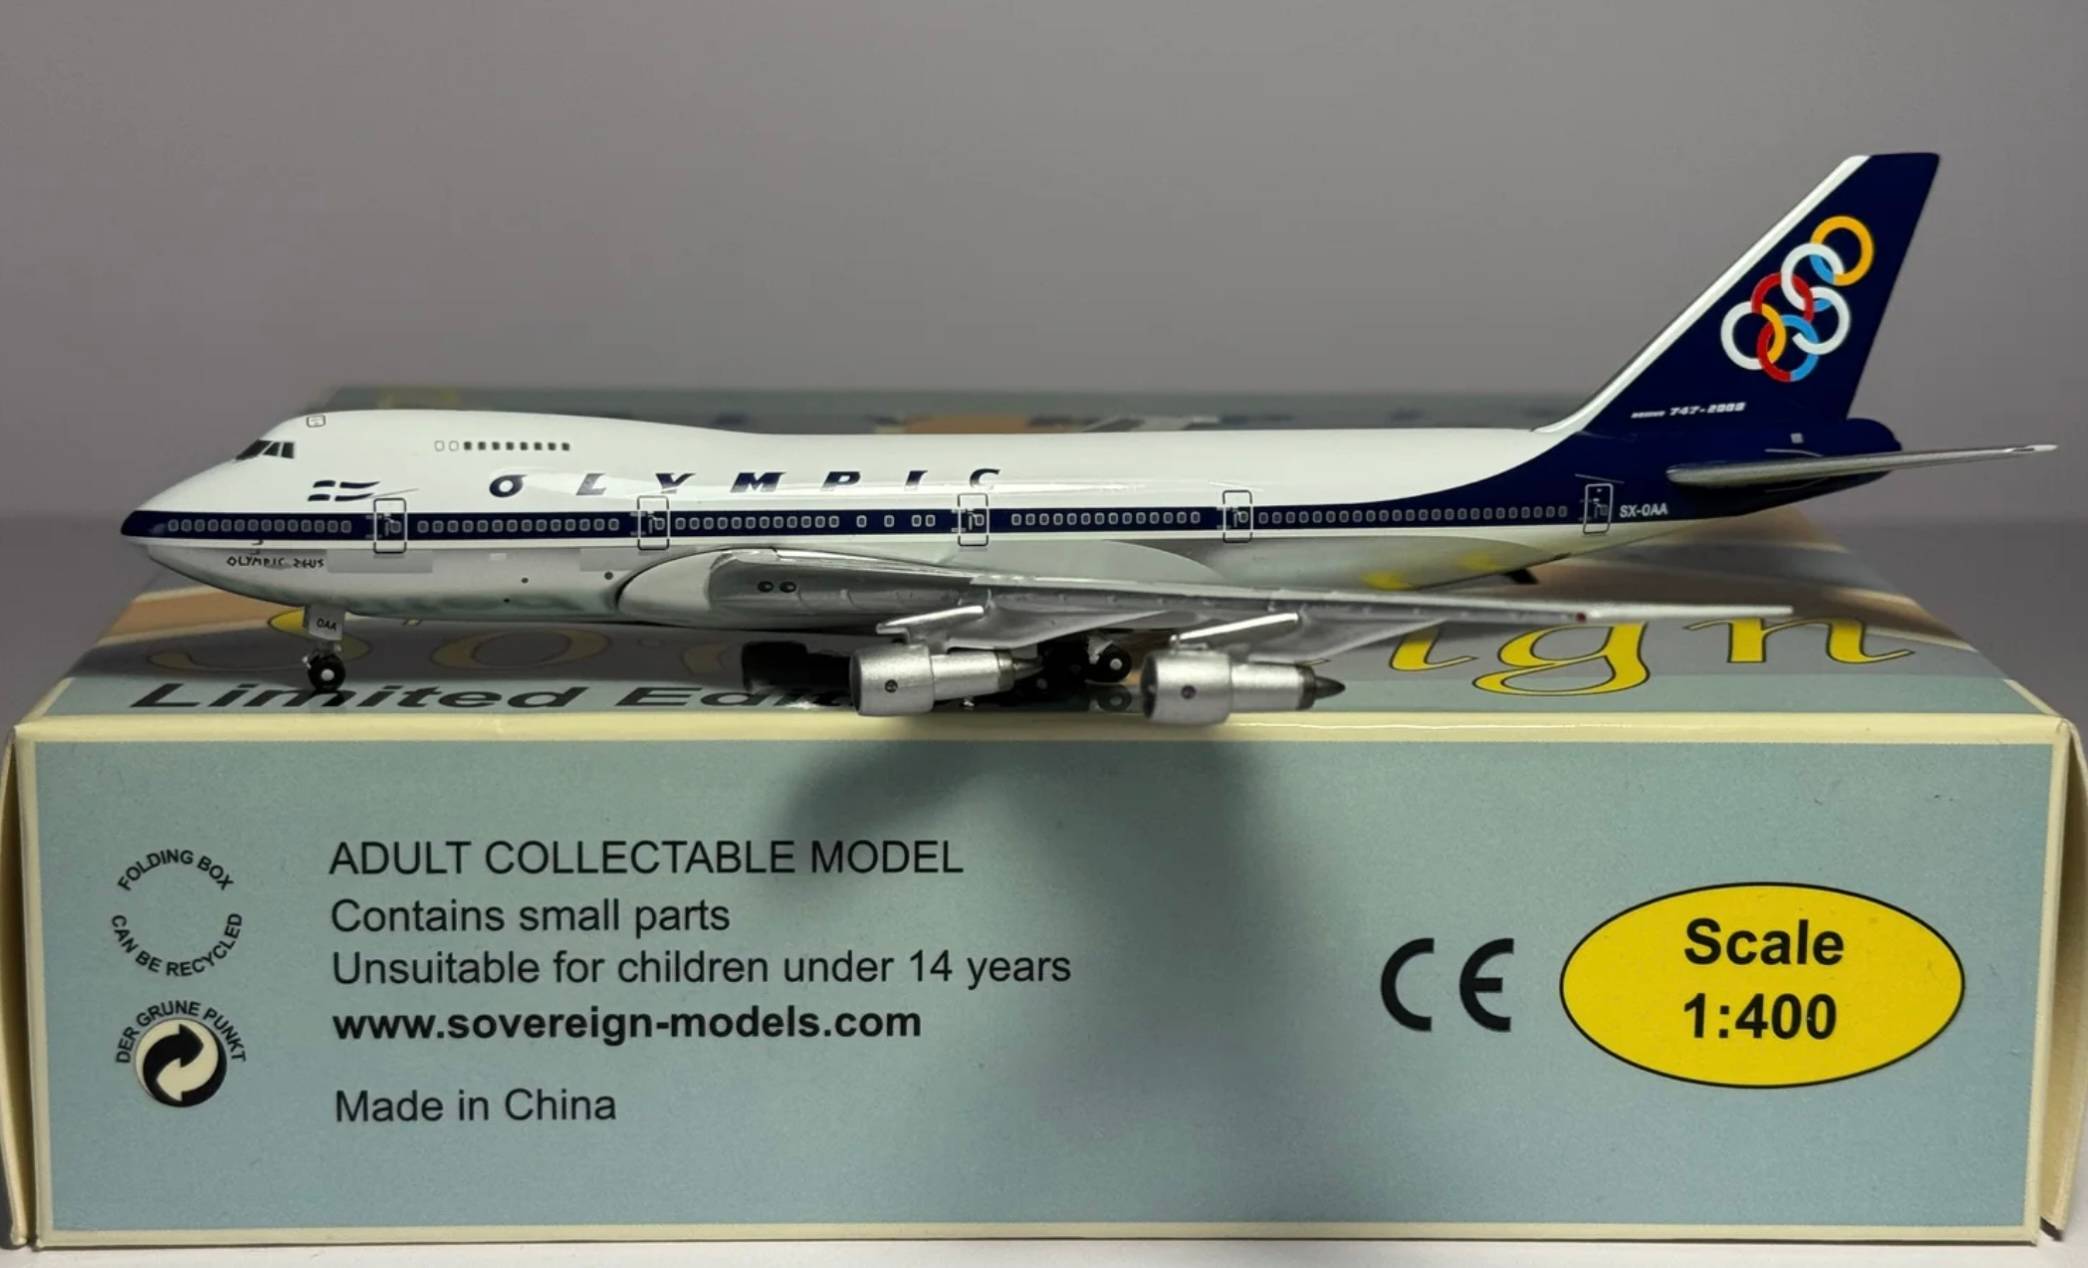 OLYMPIC
747-200B
SX-OAA
OLYMPIC ZEUS
OAA
Sovereign
Limited Edi
FOLDING BOX
CAN BE RECYCLED
DER GRUNE PUNKT
ADULT COLLECTABLE MODEL
Contains small parts
Unsuitable for children under 14 years
www.sovereign-models.com
Made in China
CE
Scale
1:400